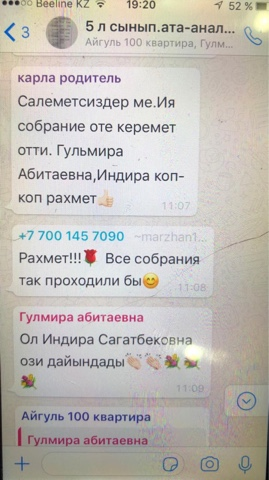 Beeline KZ 19:20 52 %
3 5 л сынып.ата-анал...
Айгуль 100 квартира, Гулм...
карла родитель
Салеметсиздер ме.Ия
собрание оте керемет
отти. Гульмира
Абитаевна,Индира коп-
коп рахмет👍
11:07
+7 700 145 7090 ~marzhan1...
Рахмет!!!🌹 Все собрания
так проходили бы😊
11:08
Гулмира абитаевна
Ол Индира Сагатбековна
ози дайындады👏👏💐💐
💐
11:09
Айгуль 100 квартира
Гулмира абитаевна